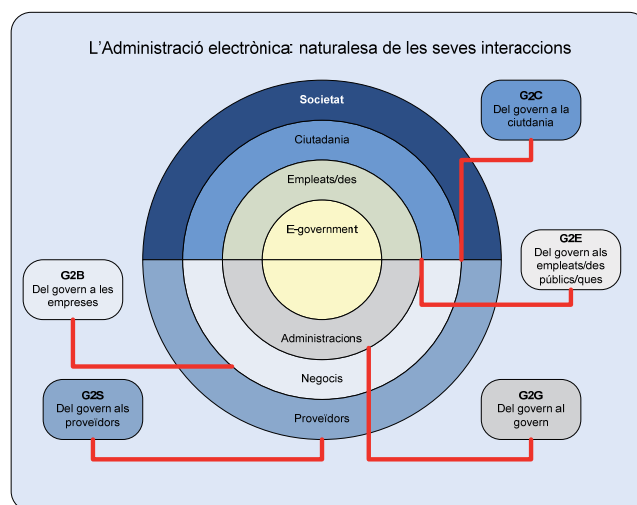 L'Administració electrònica: naturalesa de les seves interaccions
Societat
Ciutadania
Empleats/des
E-government
Administracions
Negocis
Proveïdors
G2C
Del govern a la
ciutdania
G2E
Del govern als
empleats/des
públics/ques
G2B
Del govern a les
empreses
G2S
Del govern als
proveïdors
G2G
Del govern al
govern